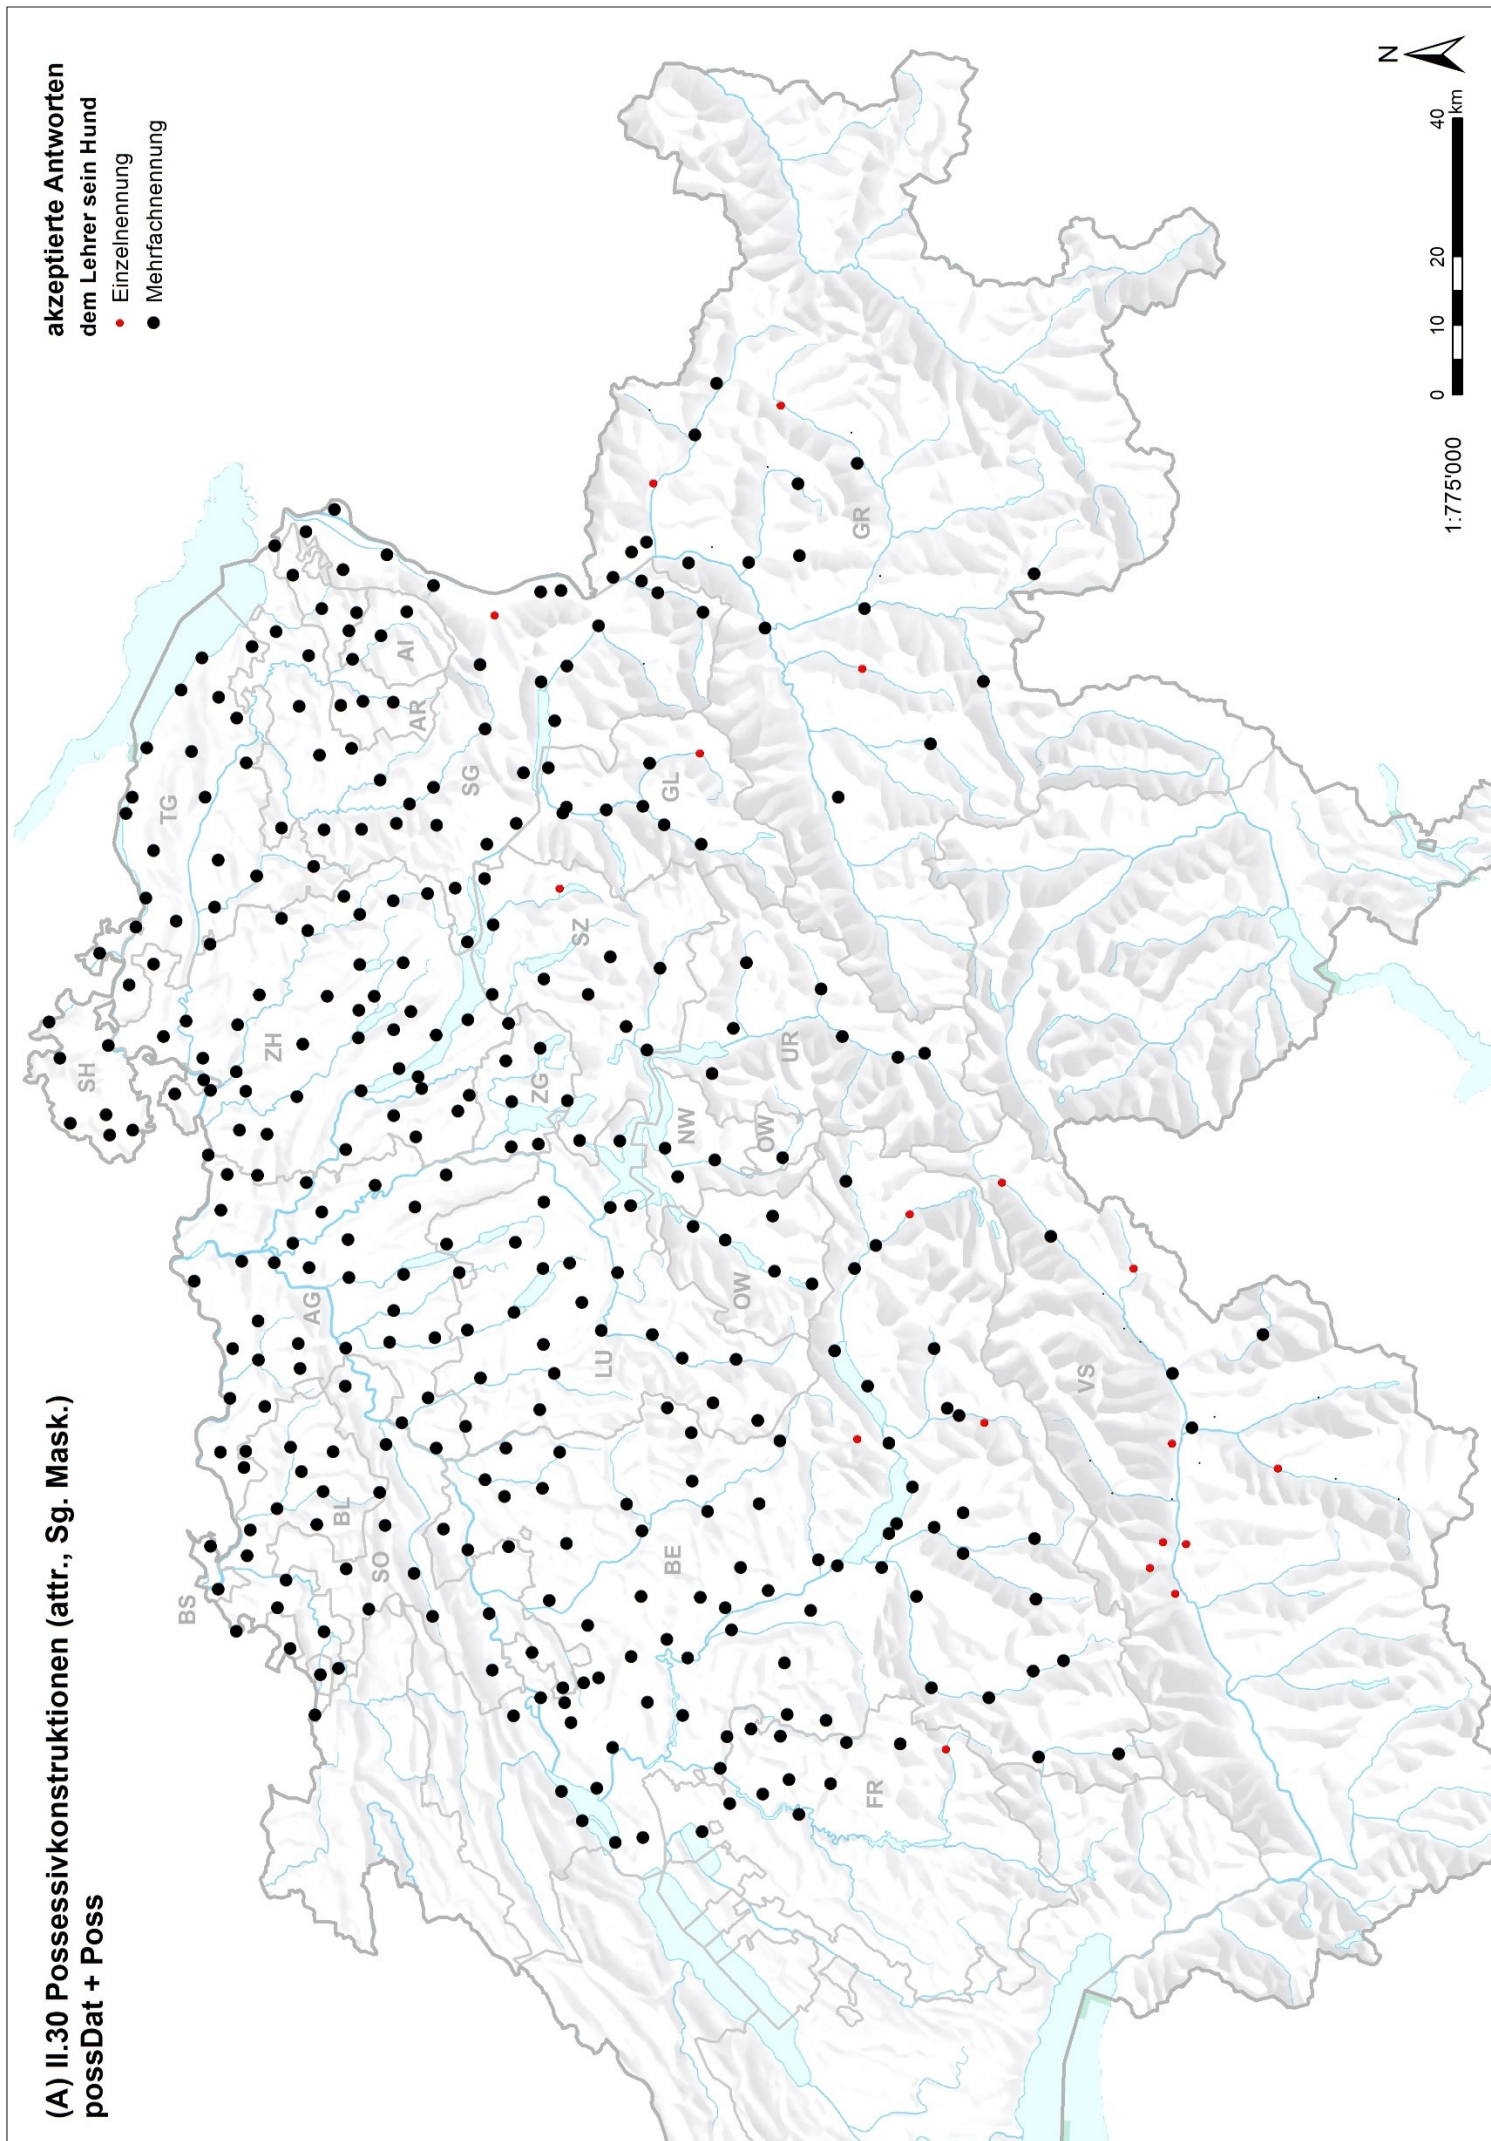 (A) II.30 Possessivkonstruktionen (attr., Sg. Mask.)
possDat + Poss
akzeptierte Antworten
dem Lehrer sein Hund
Einzelnennung
Mehrfachnennung
BS
SH
TG
BL
AG
ZH
SO
AI
AR
SG
ZG
LU
SZ
GL
BE
NW
OW
OW
UR
GR
FR
VS
N
1:775'000
0 10 20 40
km